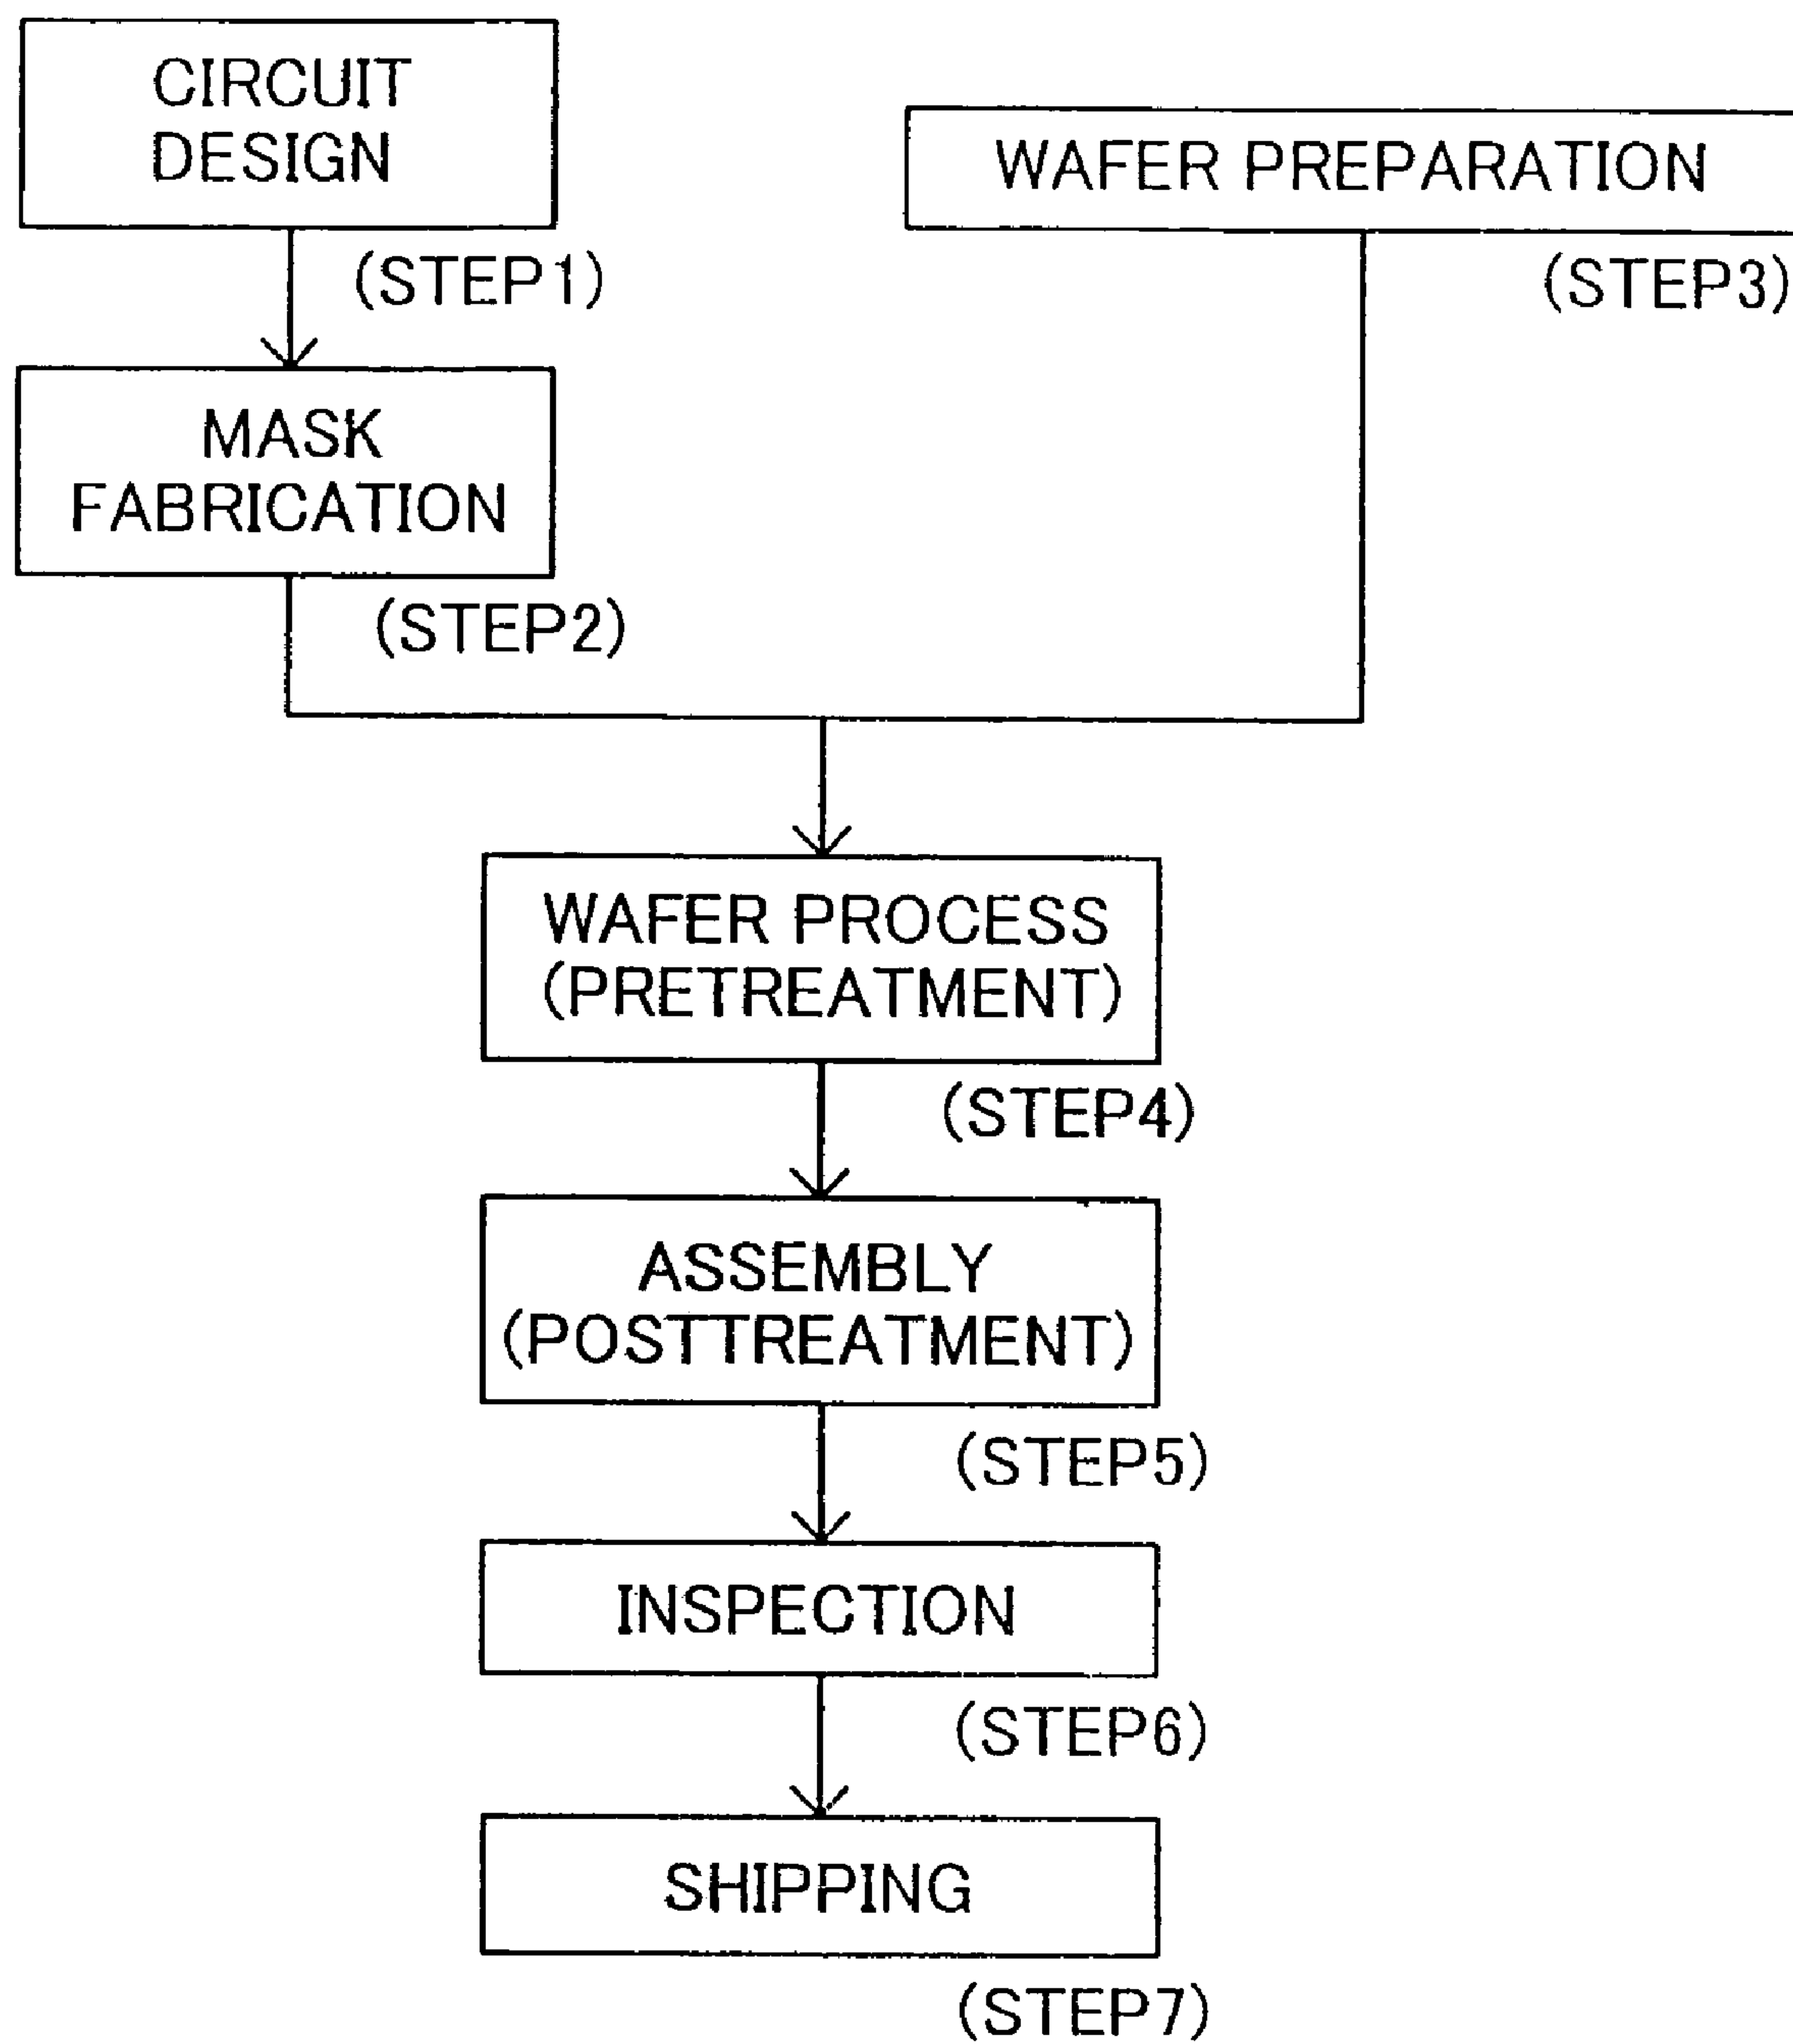 CIRCUIT
DESIGN
(STEP1)
WAFER PREPARATION
(STEP3)
MASK
FABRICATION
(STEP2)
WAFER PROCESS
(PRETREATMENT)
(STEP4)
ASSEMBLY
(POSTTREATMENT)
(STEP5)
INSPECTION
(STEP6)
SHIPPING
(STEP7)